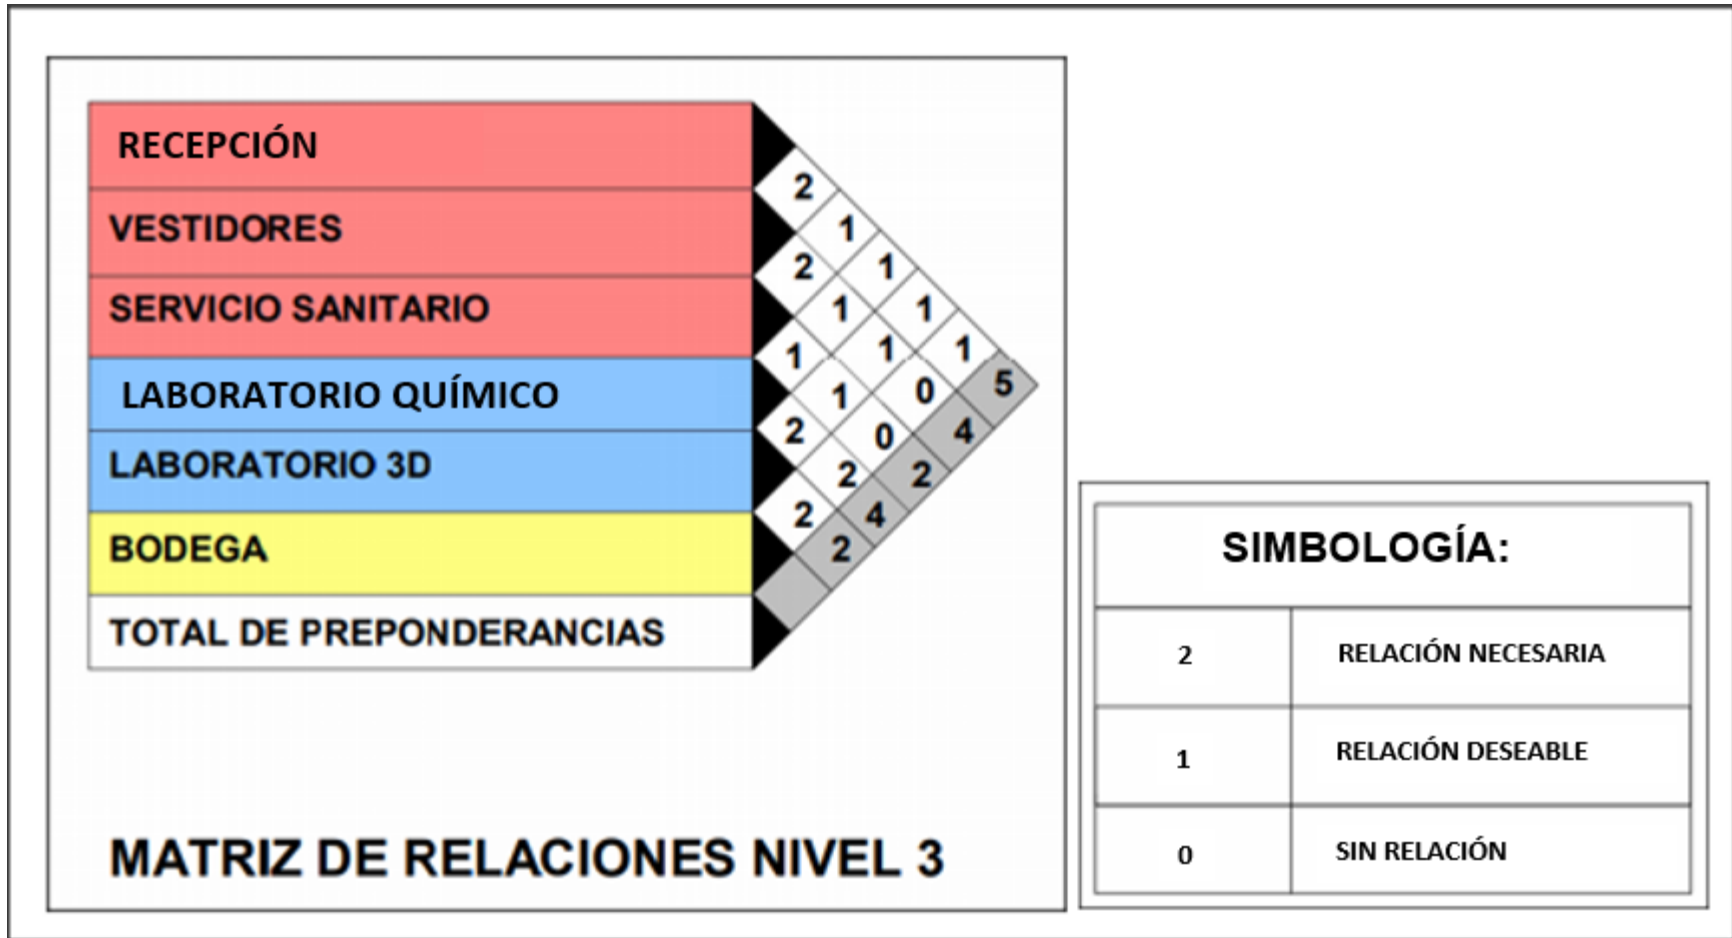 RECEPCIÓN
VESTIDORES
SERVICIO SANITARIO
LABORATORIO QUÍMICO
LABORATORIO 3D
BODEGA
TOTAL DE PREPONDERANCIAS
2
1
2
1
1
1
1
1
1
1
0
5
2
0
4
2
2
2
4
2
MATRIZ DE RELACIONES NIVEL 3
SIMBOLOGÍA:
2 RELACIÓN NECESARIA
1 RELACIÓN DESEABLE
0 SIN RELACIÓN